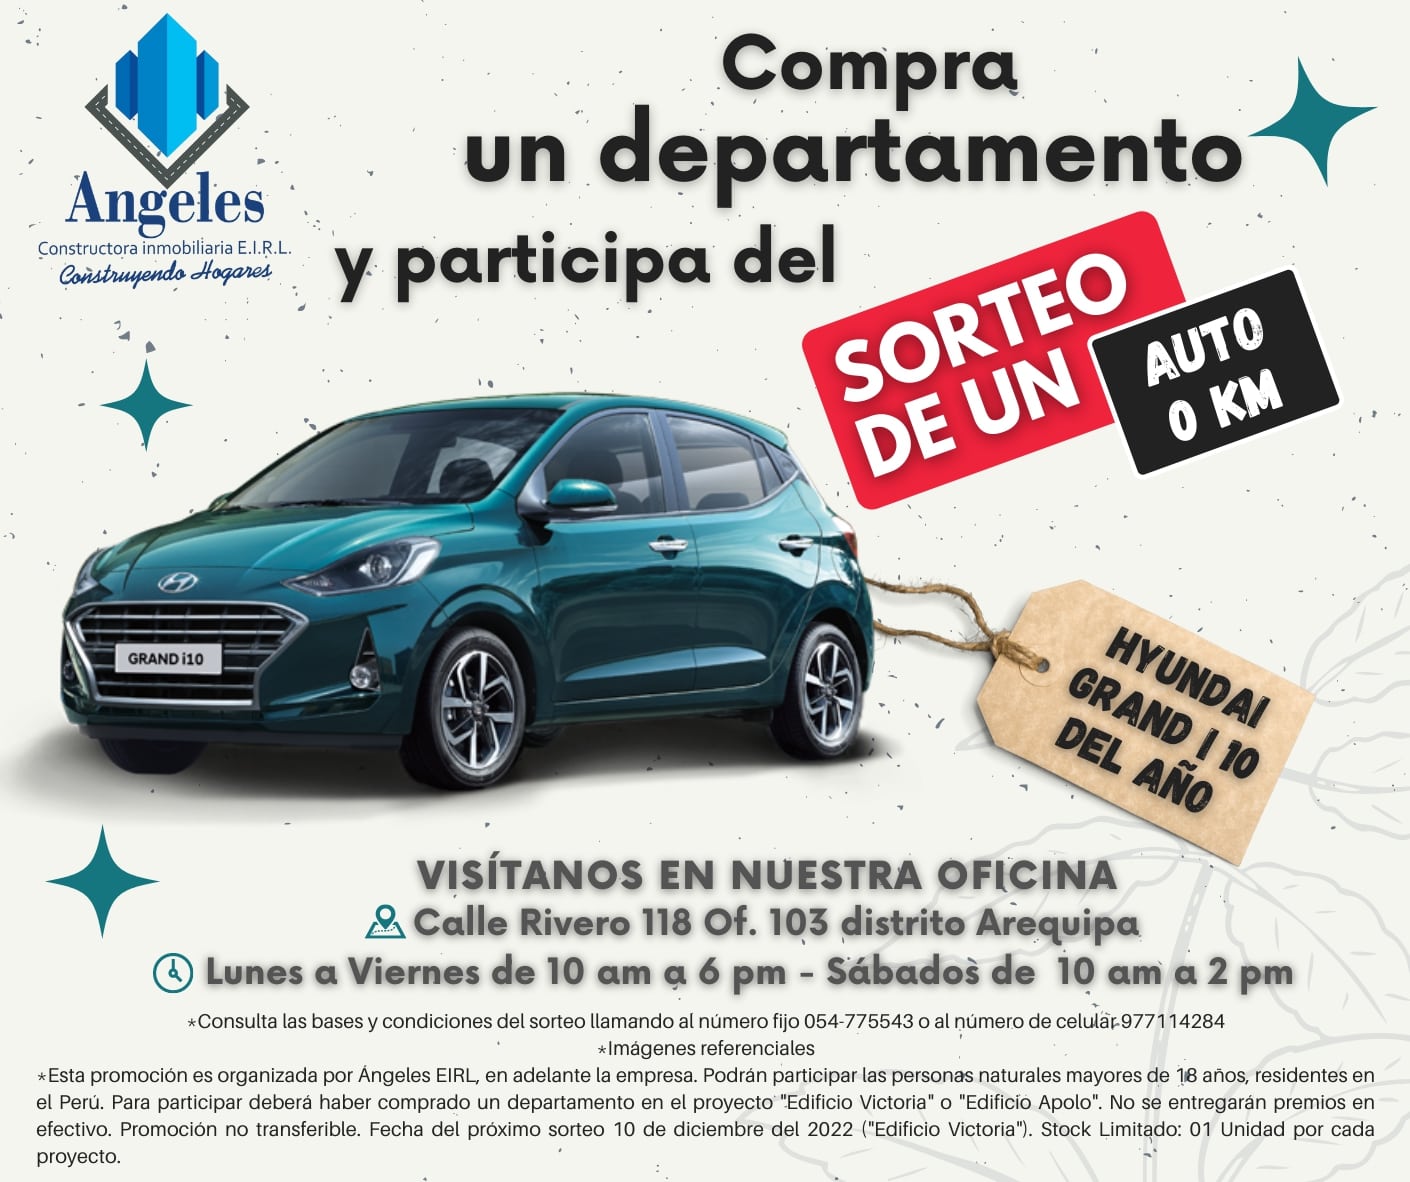 Angeles
Constructora inmobiliaria E.I.R.L.
Construyendo Hogares
Compra
un departamento
y participa del
SORTEO
DE UN
AUTO
0 KM
GRAND i10
HYUNDAI
GRAND I 10
DEL AÑO
VISÍTANOS EN NUESTRA OFICINA
Calle Rivero 118 Of. 103 distrito Arequipa
Lunes a Viernes de 10 am a 6 pm - Sábados de 10 am a 2 pm
*Consulta las bases y condiciones del sorteo llamando al número fijo 054-775543 o al número de celular 977114284
*Imágenes referenciales
*Esta promoción es organizada por Ángeles EIRL, en adelante la empresa. Podrán participar las personas naturales mayores de 18 años, residentes en
el Perú. Para participar deberá haber comprado un departamento en el proyecto "Edificio Victoria" o "Edificio Apolo". No se entregarán premios en
efectivo. Promoción no transferible. Fecha del próximo sorteo 10 de diciembre del 2022 ("Edificio Victoria"). Stock Limitado: 01 Unidad por cada
proyecto.